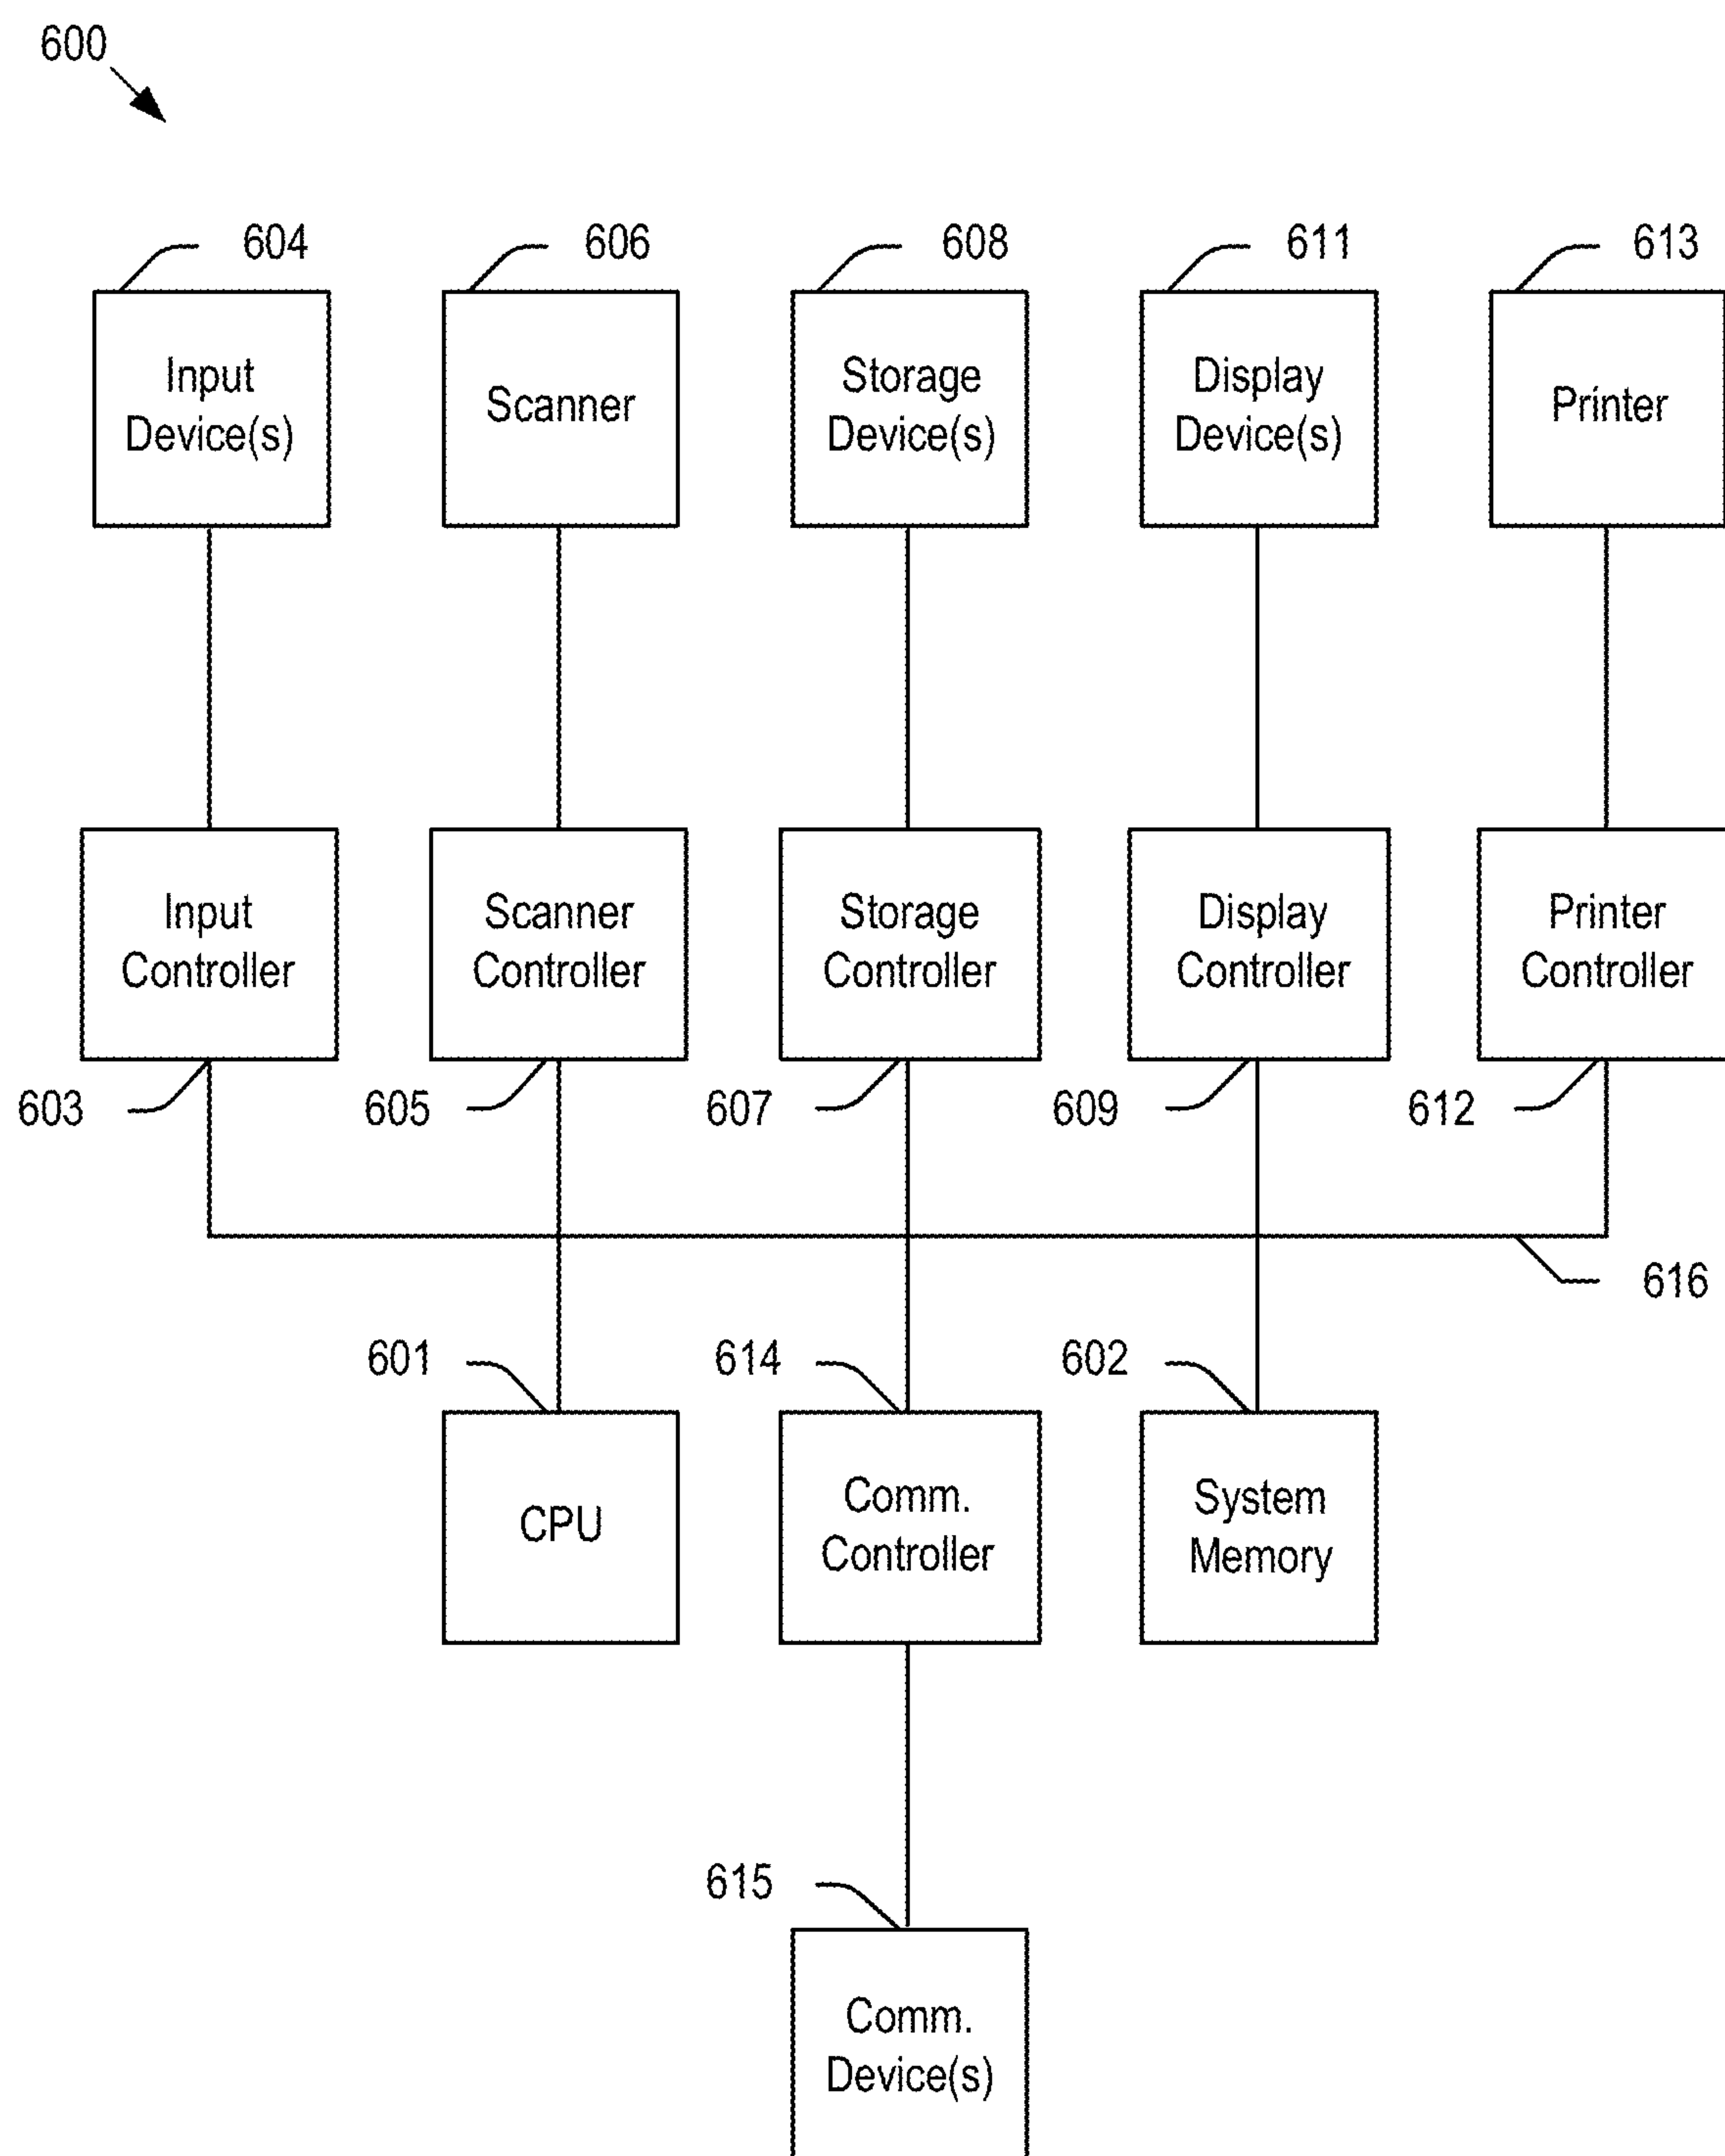 600
604
606
608
611
613
Input
Device(s)
Scanner
Storage
Device(s)
Display
Device(s)
Printer
Input
Controller
Scanner
Controller
Storage
Controller
Display
Controller
Printer
Controller
603
605
607
609
612
616
601
614
602
CPU
Comm.
Controller
System
Memory
615
Comm.
Device(s)